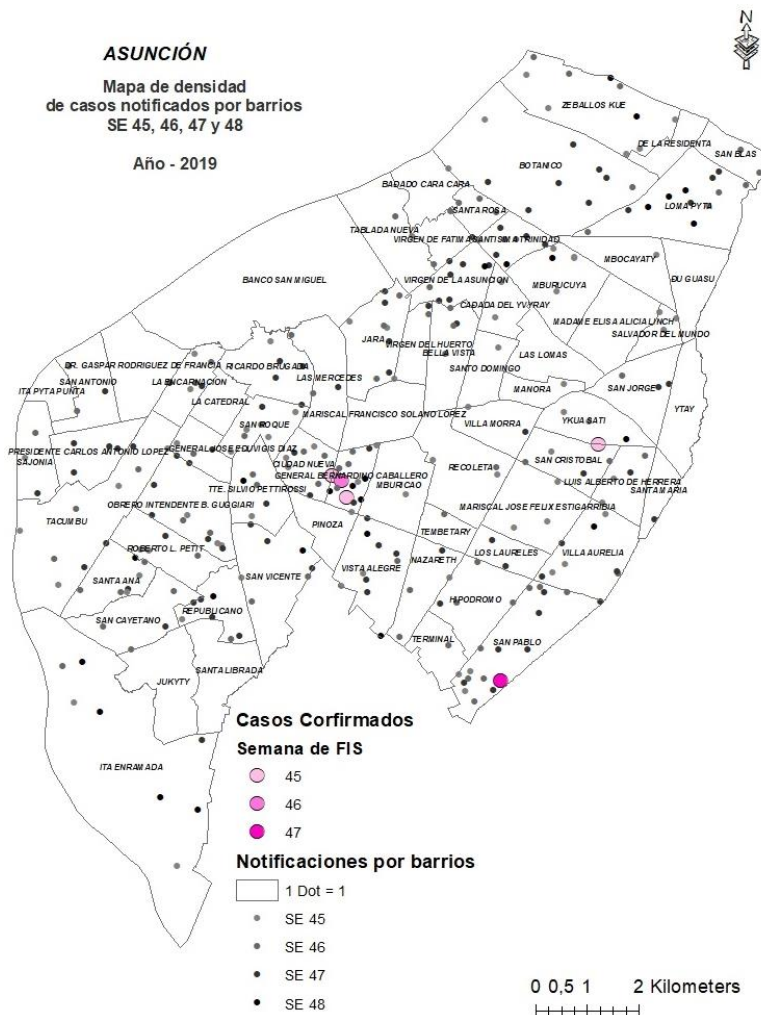 N
ASUNCIÓN
Mapa de densidad
de casos notificados por barrios
SE 45, 46, 47 y 48
Año - 2019
ZEBALLOS KUE
DE LA RESIDENTA
SAN BLAS
BOTANICO
BAÑADO CARA CARA
LOMA PYTA
SANTA ROSA
TABLADA NUEVA
VIRGEN DE FATIMA
SANTISIMA TRINIDAD
MBOCAYATY
BANCO SAN MIGUEL
VIRGEN DE LA ASUNCION
ÑU GUASU
MBURUCUYA
CAÑADA DEL YVYRAY
MADAME ELISA ALICIA LINCH
SALVADOR DEL MUNDO
JARA
VIRGEN DEL HUERTO
BELLA VISTA
LAS LOMAS
DR. GASPAR RODRIGUEZ DE FRANCIA
RICARDO BRUGADA
SANTO DOMINGO
SAN ANTONIO
LA ENCARNACION
LAS MERCEDES
ITA PYTA PUNTA
MANORA
SAN JORGE
LA CATEDRAL
YTAY
MARISCAL FRANCISCO SOLANO LOPEZ
SAN ROQUE
VILLA MORRA
YKUA SATI
PRESIDENTE CARLOS ANTONIO LOPEZ
GENERAL JOSE EDUVIGIS DIAZ
SAJONIA
CIUDAD NUEVA
SAN CRISTOBAL
RECOLETA
GENERAL BERNARDINO CABALLERO
MBURICAO
LUIS ALBERTO DE HERRERA
TTE. SILVIO PETTIROSSI
SANTA MARIA
OBRERO INTENDENTE B. GUGGIARI
MARISCAL JOSE FELIX ESTIGARRIBIA
TACUMBU
PINOZA
TEMBETARY
ROBERTO L. PETIT
LOS LAURELES
VILLA AURELIA
NAZARETH
VISTA ALEGRE
SANTA ANA
SAN VICENTE
HIPODROMO
REPUBLICANO
SAN CAYETANO
TERMINAL
SAN PABLO
SANTA LIBRADA
JUKYTY
ITA ENRAMADA
Casos Corfirmados
Semana de FIS
45
46
47
Notificaciones por barrios
1 Dot = 1
SE 45
SE 46
SE 47
SE 48
0 0,5 1 2 Kilometers